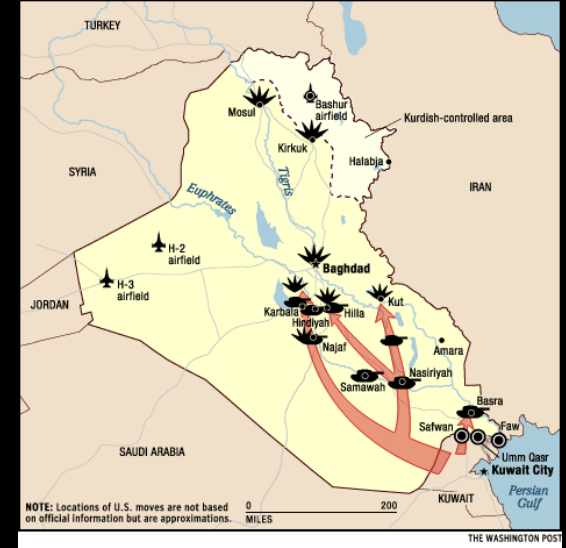 TURKEY
Mosul
Bashur
airfield
Kurdish-controlled area
Kirkuk
Halabja
SYRIA
Tigris
IRAN
Euphrates
H-2
airfield
Baghdad
H-3
airfield
Kut
JORDAN
Karbala
Hilla
Hindiyah
Najaf
Amara
Samawah
Nasiriyah
Basra
Safwan
Faw
SAUDI ARABIA
Umm Qasr
Kuwait City
KUWAIT
Persian
Gulf
NOTE: Locations of U.S. moves are not based
on official information but are approximations.
0 200
MILES
THE WASHINGTON POST